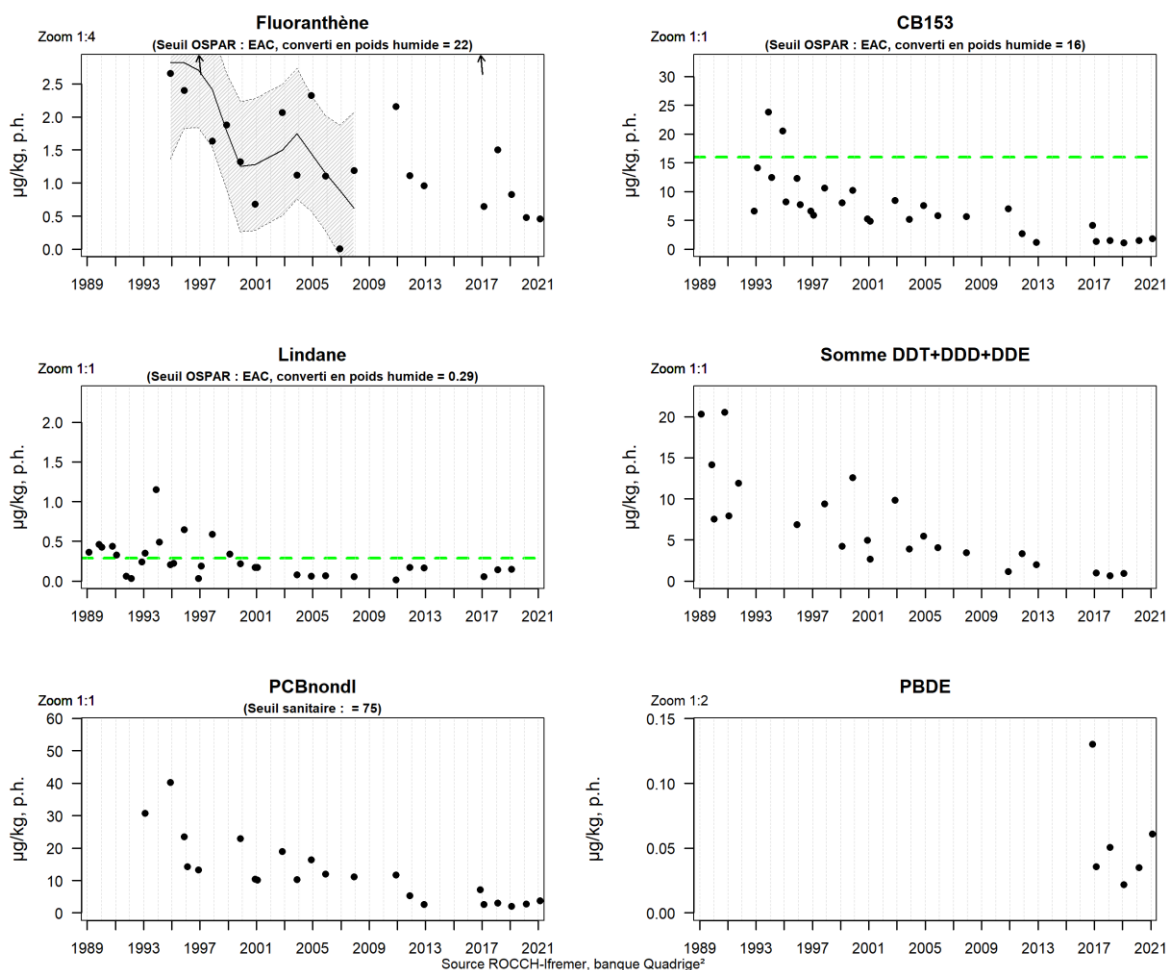 Fluoranthène
Zoom 1:4
(Seuil OSPAR : EAC, converti en poids humide = 22)
µg/kg, p.h.
2.5
2.0
1.5
1.0
0.5
0.0
1989 1993 1997 2001 2005 2009 2013 2017 2021
CB153
Zoom 1:1
(Seuil OSPAR : EAC, converti en poids humide = 16)
µg/kg, p.h.
30
25
20
15
10
5
0
1989 1993 1997 2001 2005 2009 2013 2017 2021
Lindane
Zoom 1:1
(Seuil OSPAR : EAC, converti en poids humide = 0.29)
µg/kg, p.h.
2.0
1.5
1.0
0.5
0.0
1989 1993 1997 2001 2005 2009 2013 2017 2021
Somme DDT+DDD+DDE
Zoom 1:1
µg/kg, p.h.
20
15
10
5
0
1989 1993 1997 2001 2005 2009 2013 2017 2021
PCBnondl
Zoom 1:1
(Seuil sanitaire : = 75)
µg/kg, p.h.
60
50
40
30
20
10
0
1989 1993 1997 2001 2005 2009 2013 2017 2021
PBDE
Zoom 1:2
µg/kg, p.h.
0.15
0.10
0.05
0.00
1989 1993 1997 2001 2005 2009 2013 2017 2021
Source ROCCH-Ifremer, banque Quadrige²